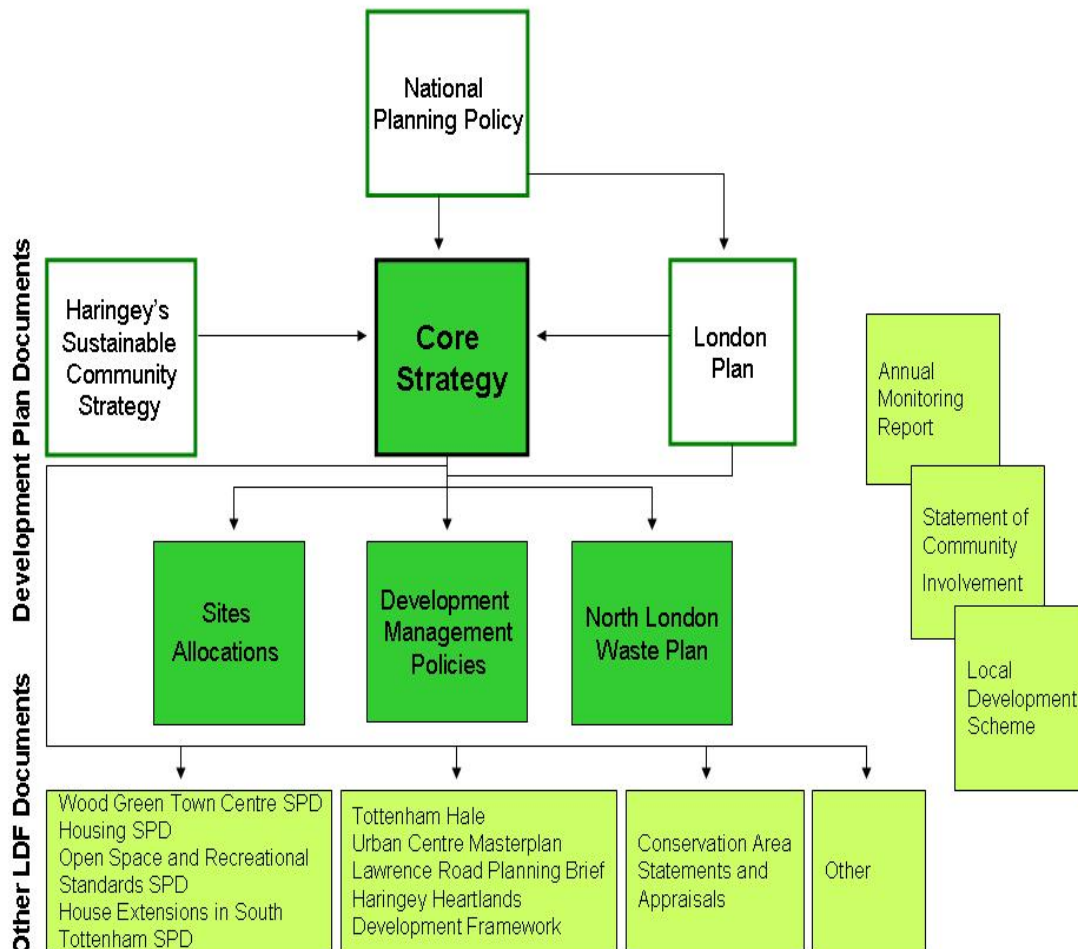 National
Planning Policy
Development Plan Documents
Haringey's
Sustainable
Community
Strategy
Core
Strategy
London
Plan
Annual
Monitoring
Report
Statement of
Community
Involvement
Local
Development
Scheme
Sites
Allocations
Development
Management
Policies
North London
Waste Plan
Other LDF Documents
Wood Green Town Centre SPD
Housing SPD
Open Space and Recreational
Standards SPD
House Extensions in South
Tottenham SPD
Tottenham Hale
Urban Centre Masterplan
Lawrence Road Planning Brief
Haringey Heartlands
Development Framework
Conservation Area
Statements and
Appraisals
Other